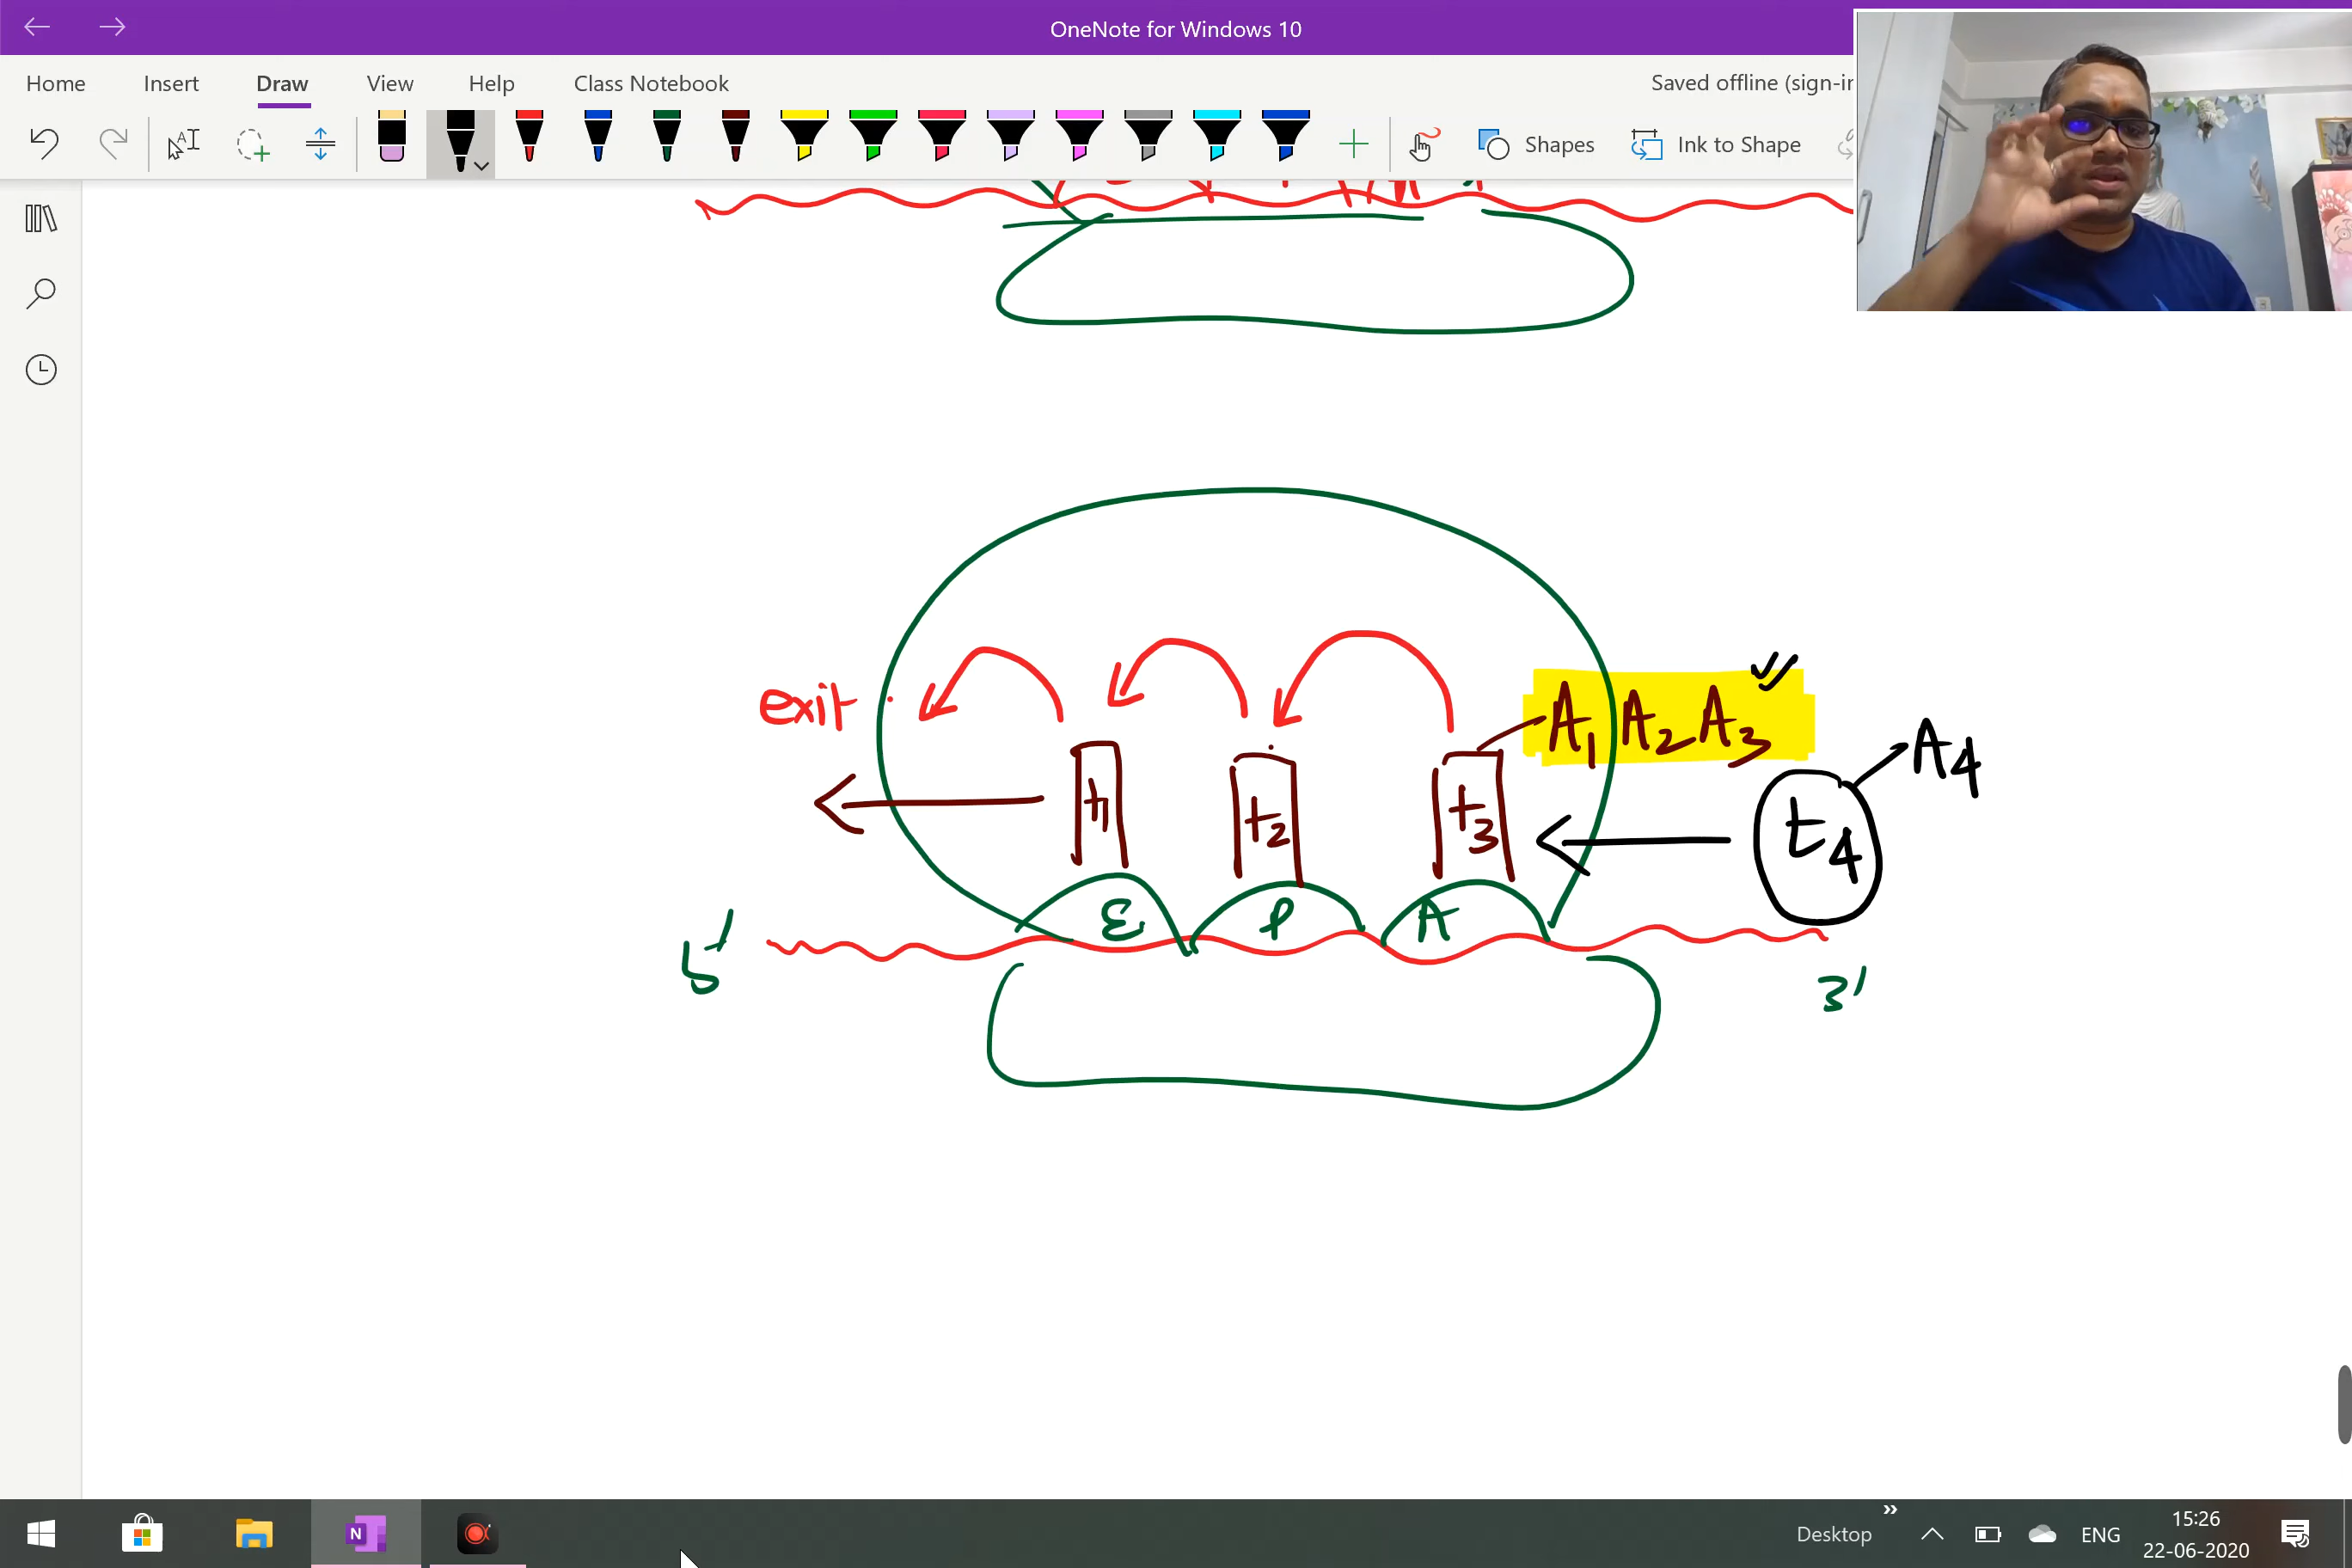 OneNote for Windows 10
Home Insert Draw View Help Class Notebook Saved offline (sign-in
Shapes Ink to Shape
exit
A1 A2 A3
A4
t1 t2 t3 t4
E P A
5' 3'
Desktop ENG 15:26
22-06-2020